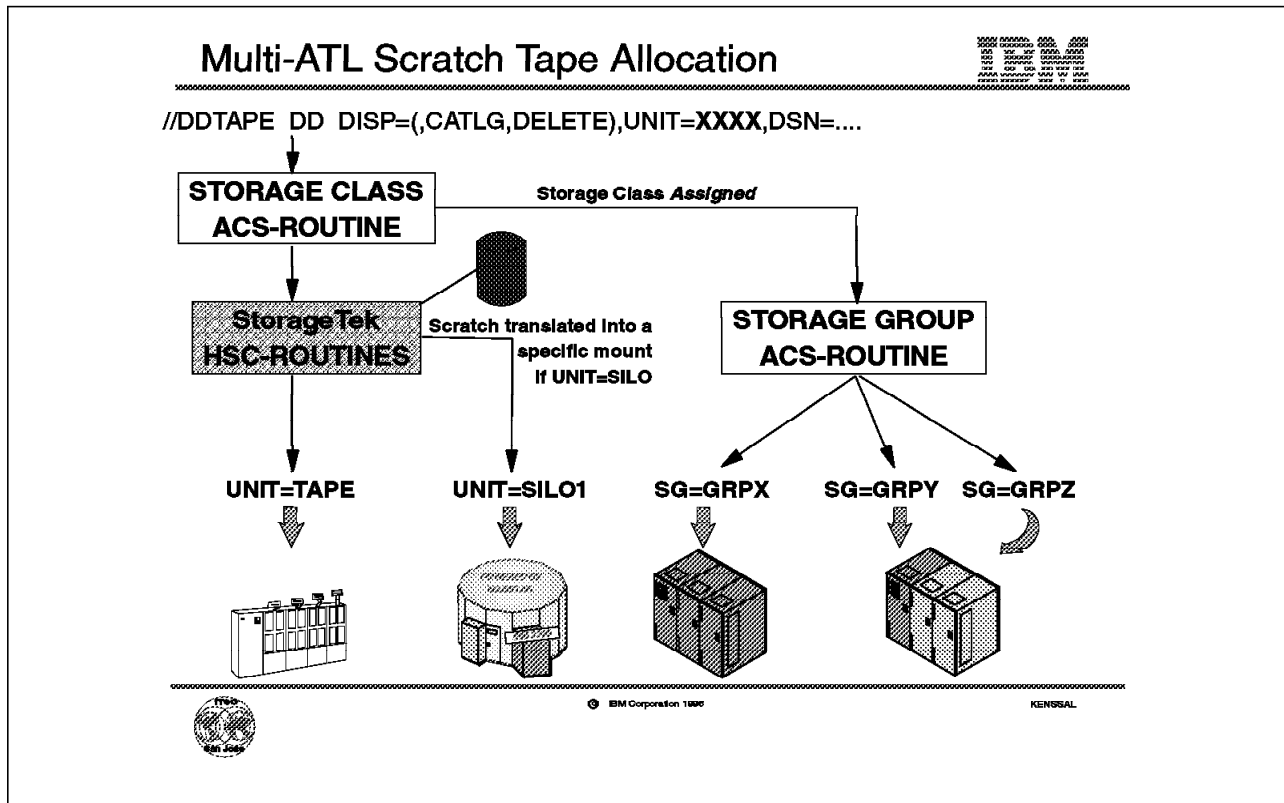 Multi-ATL Scratch Tape Allocation
IBM
//DDTAPE DD DISP=(,CATLG,DELETE),UNIT=XXXX,DSN=....
STORAGE CLASS
ACS-ROUTINE
Storage Class Assigned
StorageTek
HSC-ROUTINES
Scratch translated into a
specific mount
if UNIT=SILO
STORAGE GROUP
ACS-ROUTINE
UNIT=TAPE
UNIT=SILO1
SG=GRPX
SG=GRPY
SG=GRPZ
© IBM Corporation 1996
KENSSAL
ITSO
San Jose